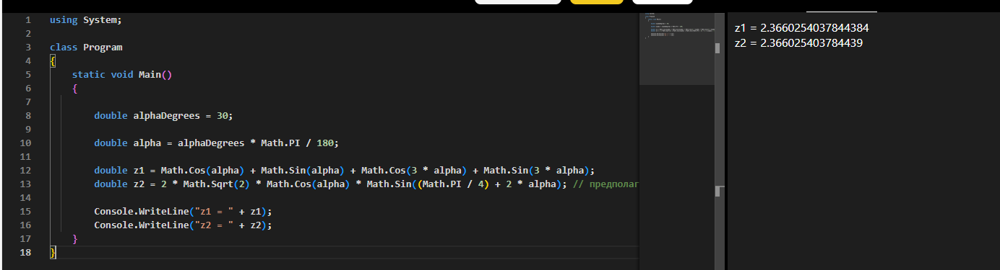 1 using System;
2
3 class Program
4 {
5 static void Main()
6 {
7
8 double alphaDegrees = 30;
9
10 double alpha = alphaDegrees * Math.PI / 180;
11
12 double z1 = Math.Cos(alpha) + Math.Sin(alpha) + Math.Cos(3 * alpha) + Math.Sin(3 * alpha);
13 double z2 = 2 * Math.Sqrt(2) * Math.Cos(alpha) * Math.Sin((Math.PI / 4) + 2 * alpha); // предполаг
14
15 Console.WriteLine("z1 = " + z1);
16 Console.WriteLine("z2 = " + z2);
17 }
18 }
z1 = 2.3660254037844384
z2 = 2.366025403784439